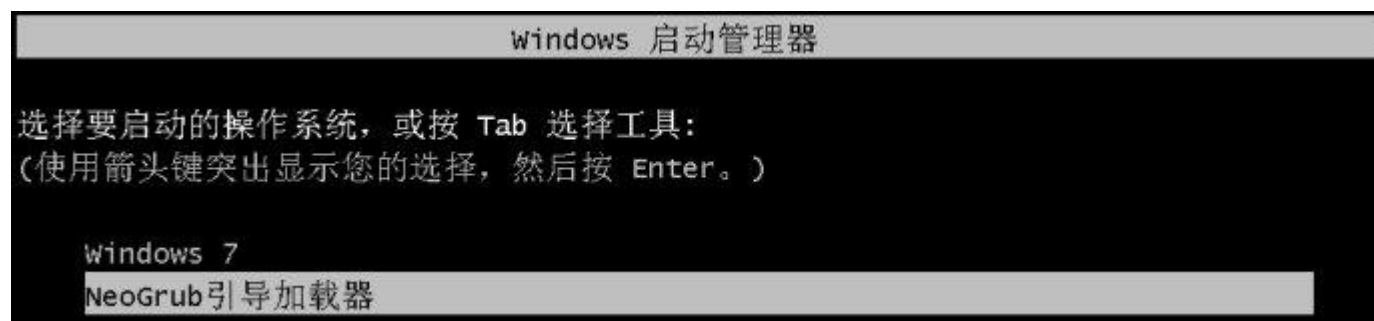 Windows 启动管理器
选择要启动的操作系统，或按 Tab 选择工具:
(使用箭头键突出显示您的选择，然后按 Enter。)
Windows 7
NeoGrub引导加载器